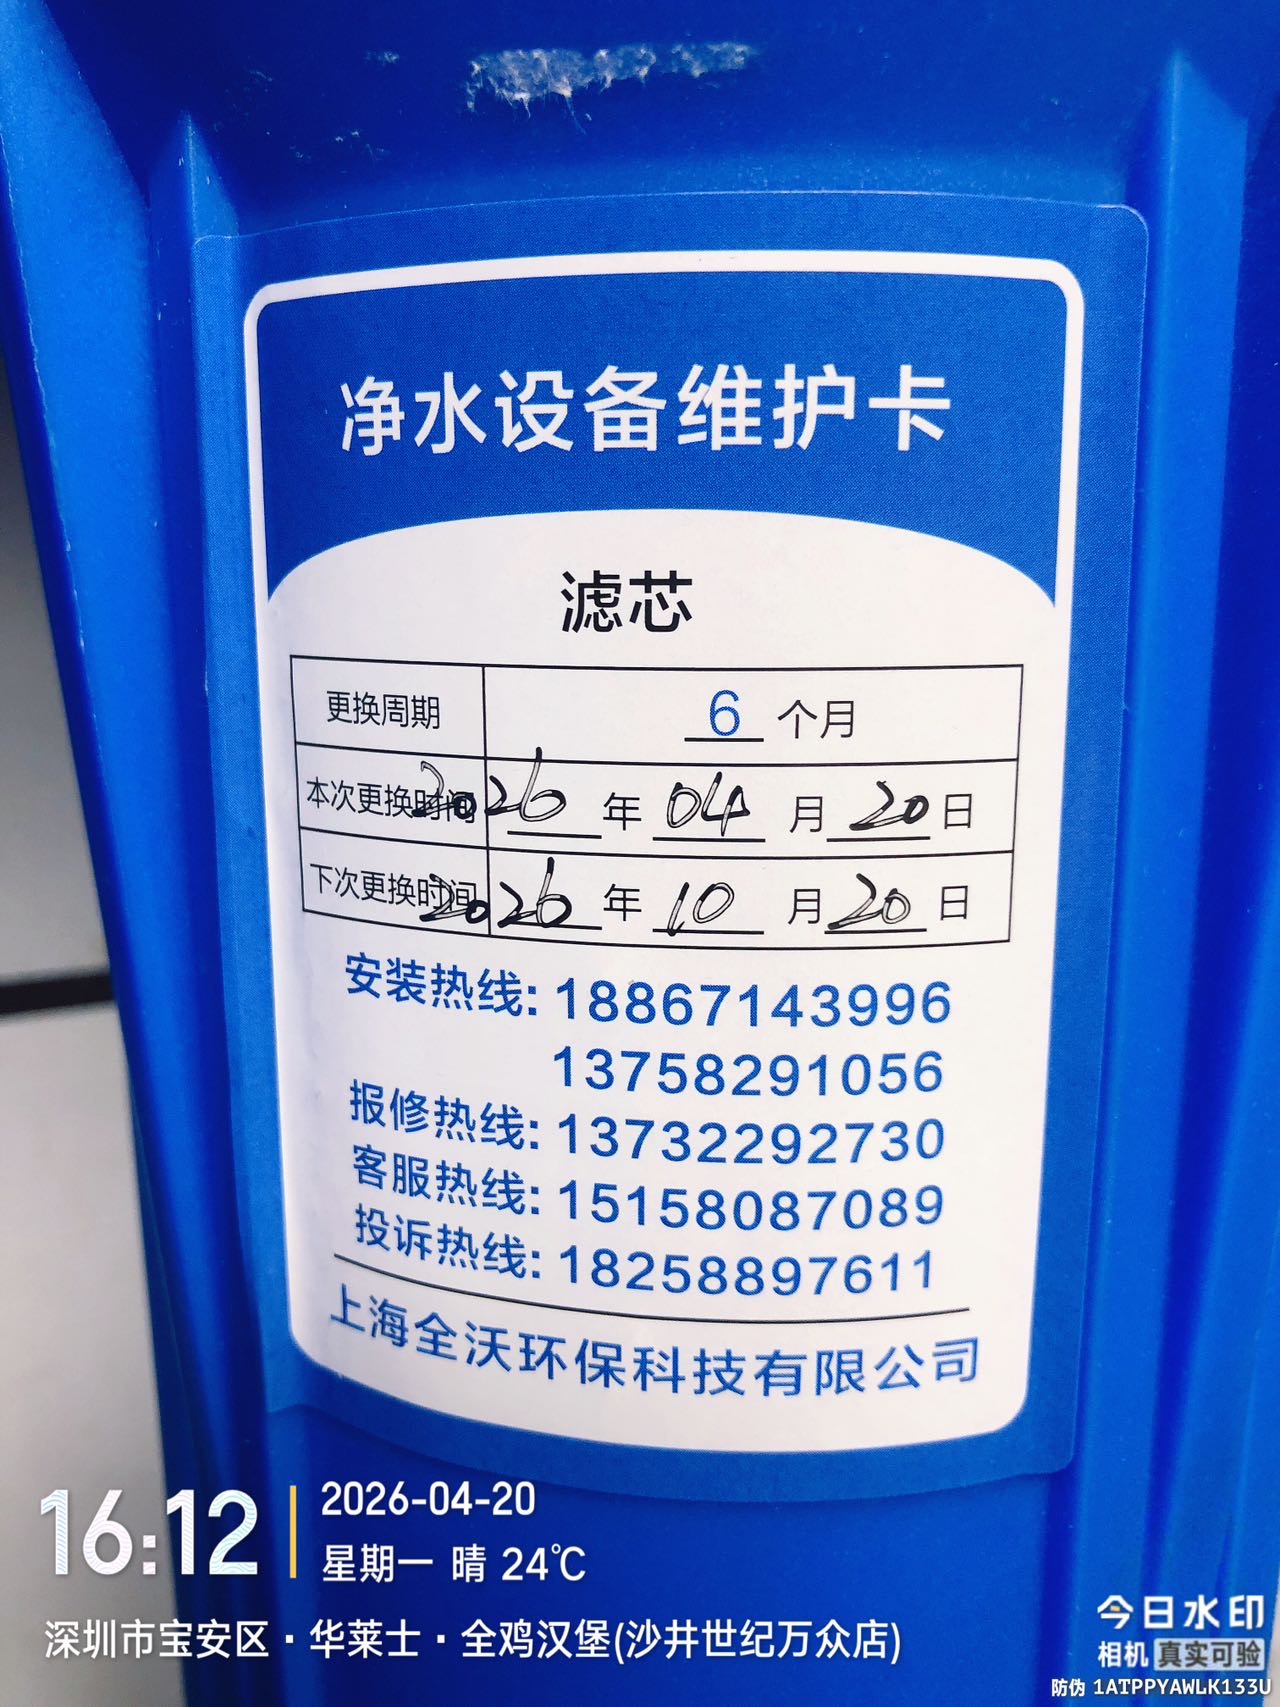 净水设备维护卡
滤芯
更换周期 6 个月
本次更换时间 2026 年 04 月 20 日
下次更换时间 2026 年 10 月 20 日
安装热线: 18867143996
13758291056
报修热线: 13732292730
客服热线: 15158087089
投诉热线: 18258897611
上海全沃环保科技有限公司
16:12 2026-04-20
星期一 晴 24℃
深圳市宝安区·华莱士·全鸡汉堡(沙井世纪万众店)
今日水印
相机 真实可验
防伪 1ATPPYAWLK133U